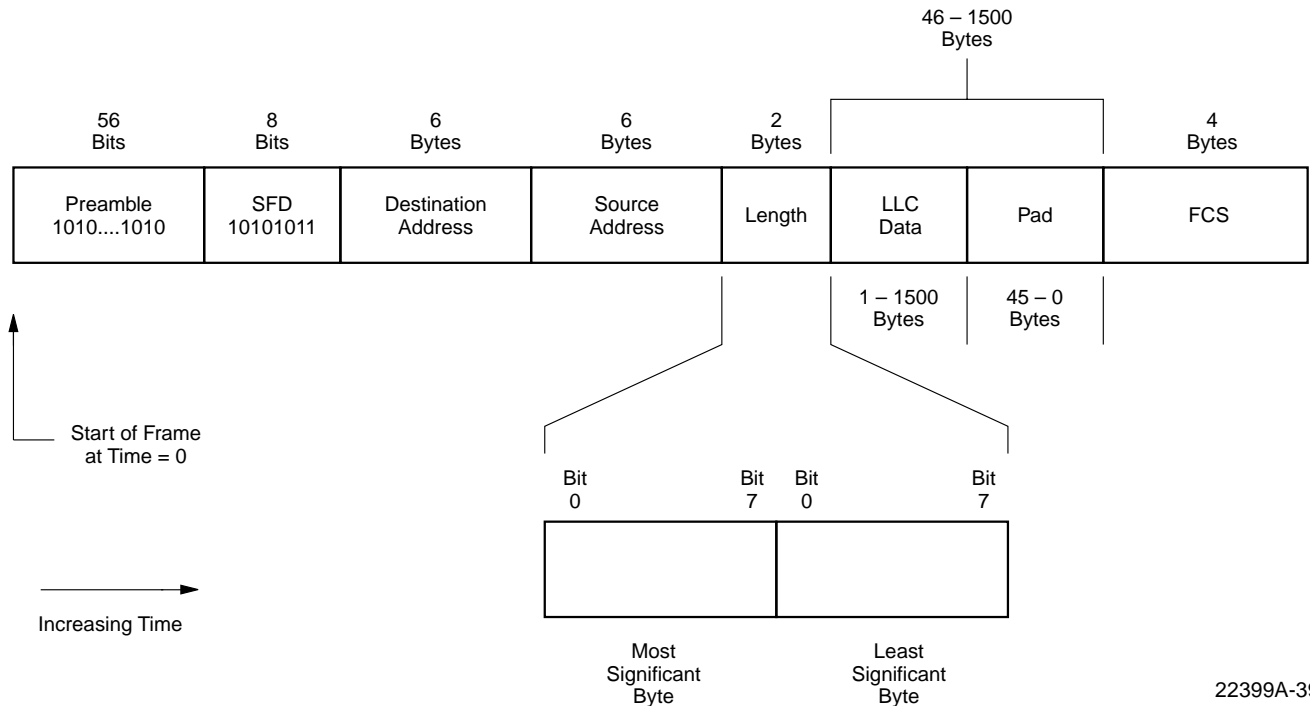 46 – 1500
Bytes
56
Bits
8
Bits
6
Bytes
6
Bytes
2
Bytes
4
Bytes
Preamble
1010....1010
SFD
10101011
Destination
Address
Source
Address
Length
LLC
Data
Pad
FCS
1 – 1500
Bytes
45 – 0
Bytes
Start of Frame
at Time = 0
Bit
0
Bit
7
Bit
0
Bit
7
Increasing Time
Most
Significant
Byte
Least
Significant
Byte
22399A-39